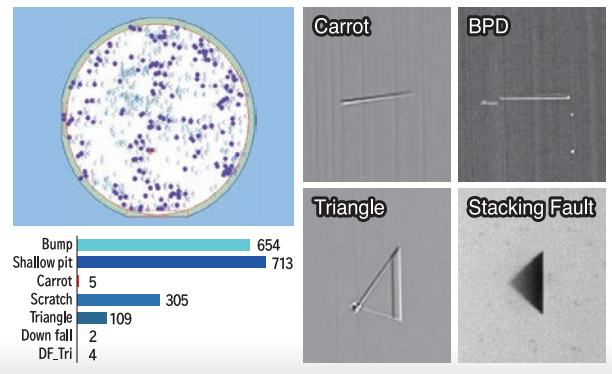 Carrot
BPD
Triangle
Stacking Fault
Bump 654
Shallow pit 713
Carrot 5
Scratch 305
Triangle 109
Down fall 2
DF_Tri 4